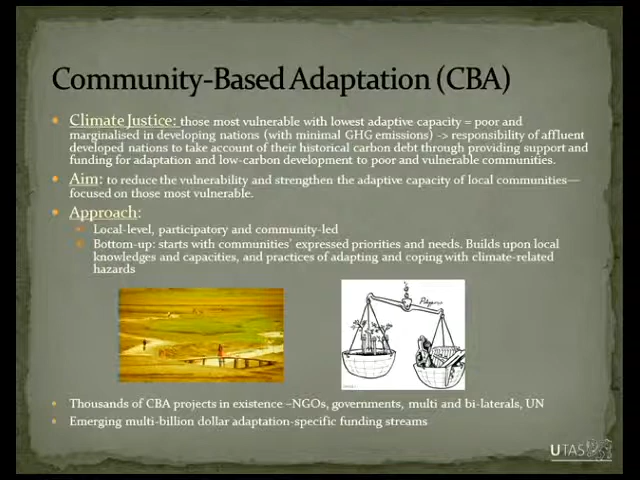 Community-Based Adaptation (CBA)
Climate Justice: those most vulnerable with lowest adaptive capacity = poor and
marginalised in developing nations (with minimal GHG emissions) -> responsibility of affluent
developed nations to take account of their historical carbon debt through providing support and
funding for adaptation and low-carbon development to poor and vulnerable communities.
Aim: to reduce the vulnerability and strengthen the adaptive capacity of local communities—
focused on those most vulnerable.
Approach:
Local-level, participatory and community-led
Bottom-up: starts with communities' expressed priorities and needs. Builds upon local
knowledges and capacities, and practices of adapting and coping with climate-related
hazards
Thousands of CBA projects in existence –NGOs, governments, multi and bi-laterals, UN
Emerging multi-billion dollar adaptation-specific funding streams
UTAS